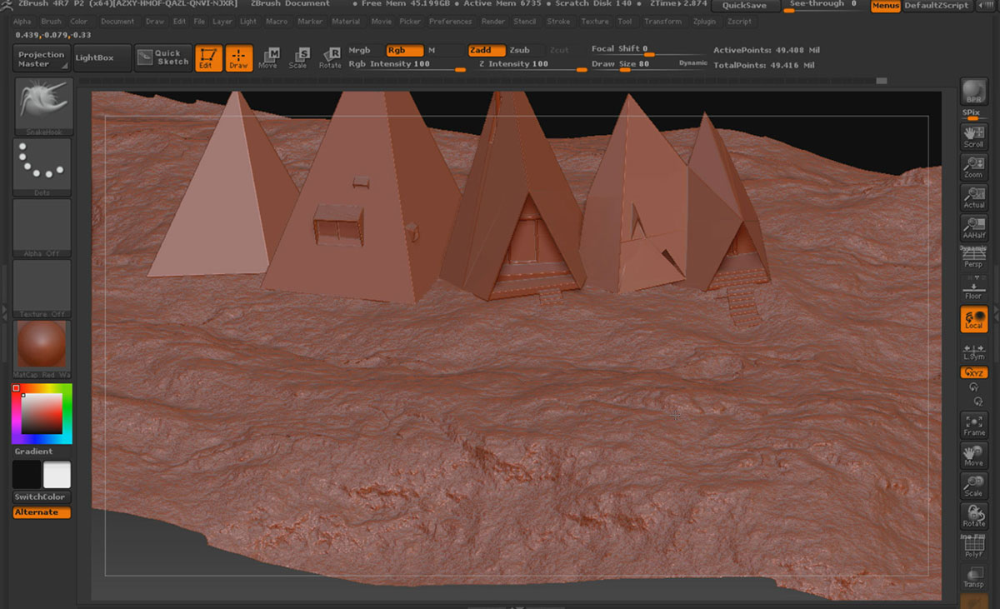 ZBrush 4R7 P2 (x64)[AZXY-HMOF-QAZL-QNVI-NJXR] ZBrush Document • Free Mem 45.199GB • Active Mem 6735 • Scratch Disk 140 • ZTime▸2.874 QuickSave See-through 0 Menus DefaultZScript
Alpha Brush Color Document Draw Edit File Layer Light Macro Marker Material Movie Picker Preferences Render Stencil Stroke Texture Tool Transform Zplugin Zscript
0.439,-0.079,-0.33
Projection
Master
LightBox
Quick
Sketch
Edit
Draw
Move
Scale
Rotate
Mrgb Rgb M
Rgb Intensity 100
Zadd Zsub Zcut
Z Intensity 100
Focal Shift 0
Draw Size 80 Dynamic
ActivePoints: 49.408 Mil
TotalPoints: 49.416 Mil
SnakeHook
Dots
Alpha Off
Texture Off
MatCap Red Wa
Gradient
SwitchColor
Alternate
BPR
SPix
Scroll
Zoom
Actual
AAHalf
Dynamic
Persp
Floor
Local
L.Sym
XYZ
Frame
Move
Scale
Rotate
Line Fill
PolyF
Transp